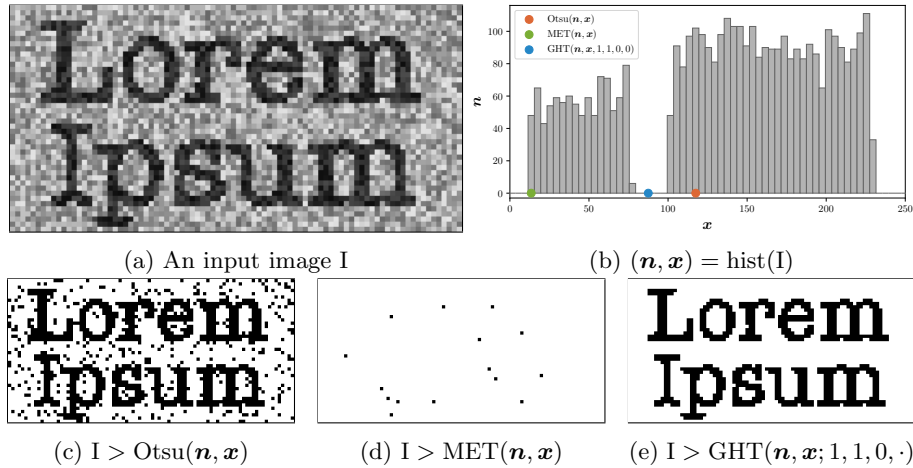 Lorem
Ipsum
(a) An input image I
Otsu(n, x)
MET(n, x)
GHT(n, x, 1, 1, 0, 0)
100
80
60
40
20
0
n
0 50 100 150 200 250
x
(b) (n, x) = hist(I)
Lorem
Ipsum
(c) I > Otsu(n, x)
(d) I > MET(n, x)
Lorem
Ipsum
(e) I > GHT(n, x; 1, 1, 0, ·)